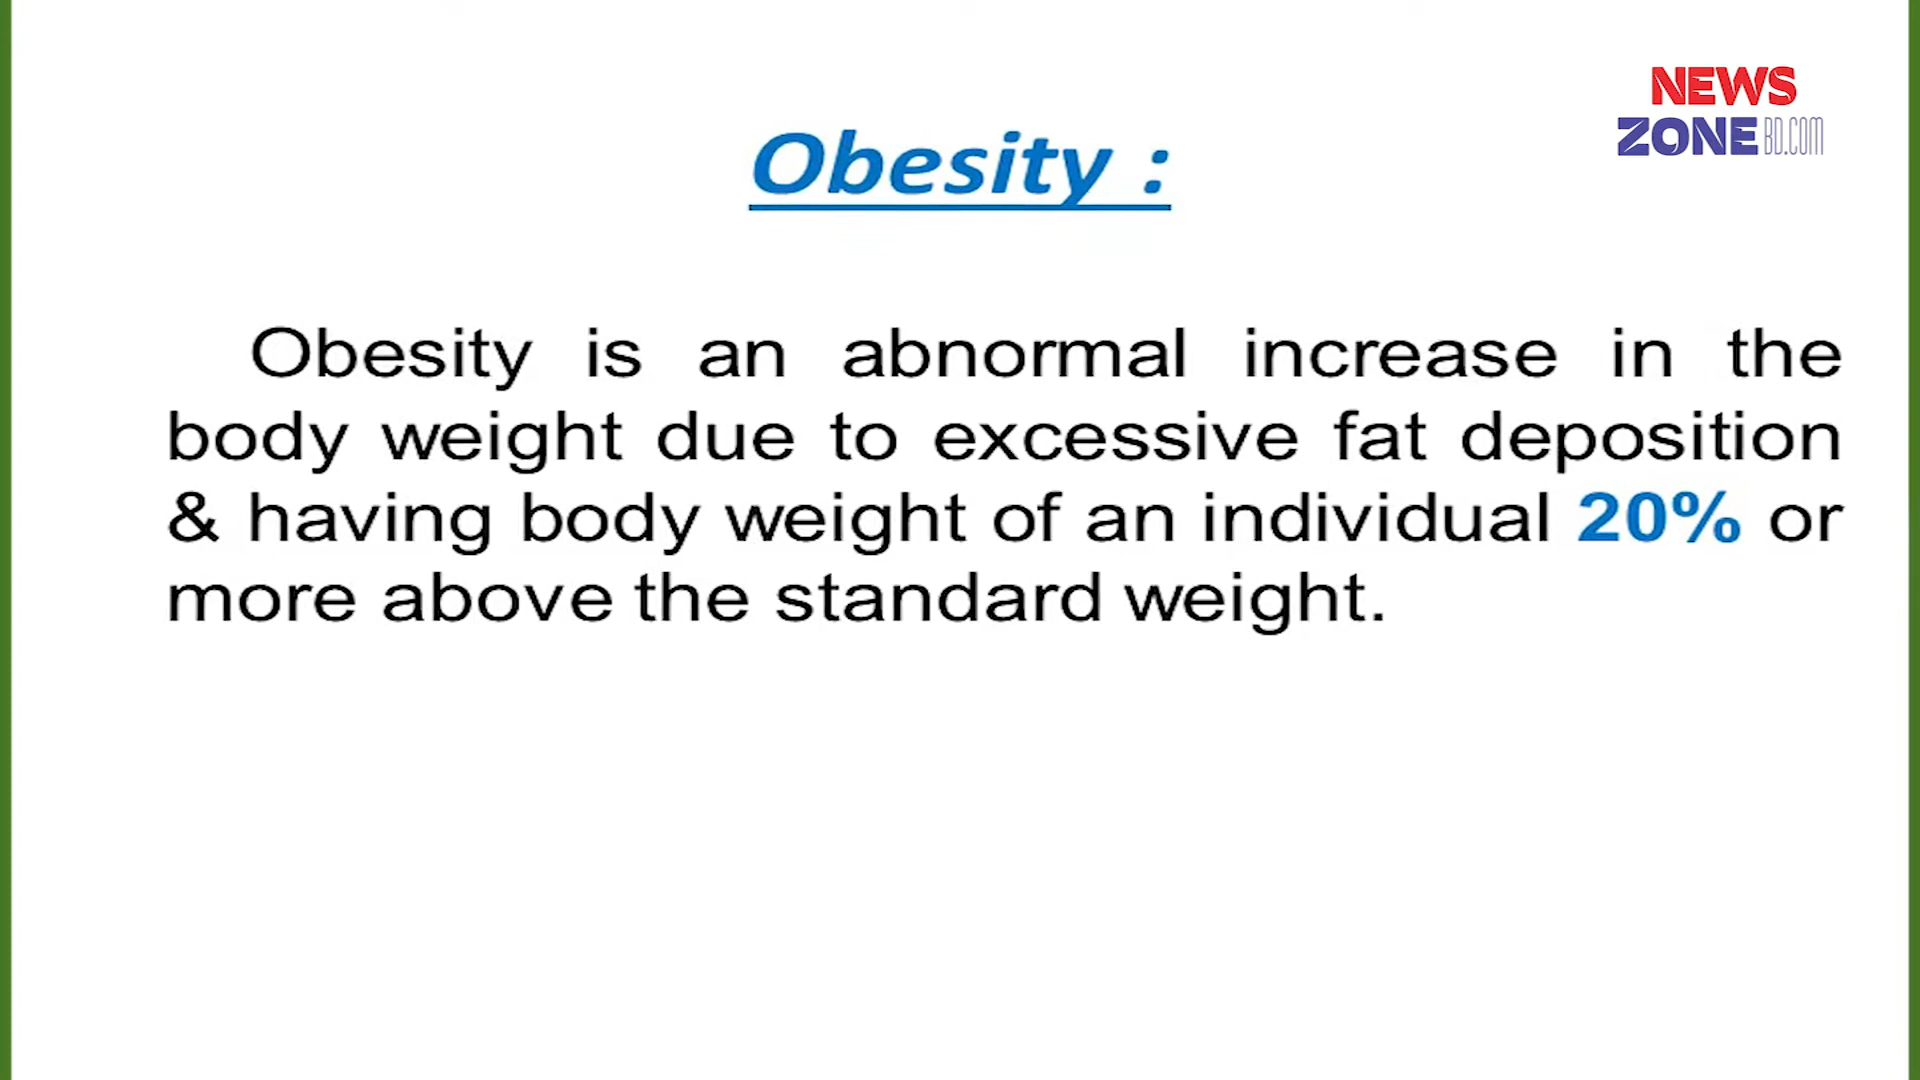 NEWS
ZONE BD.COM
Obesity :
Obesity is an abnormal increase in the
body weight due to excessive fat deposition
& having body weight of an individual 20% or
more above the standard weight.